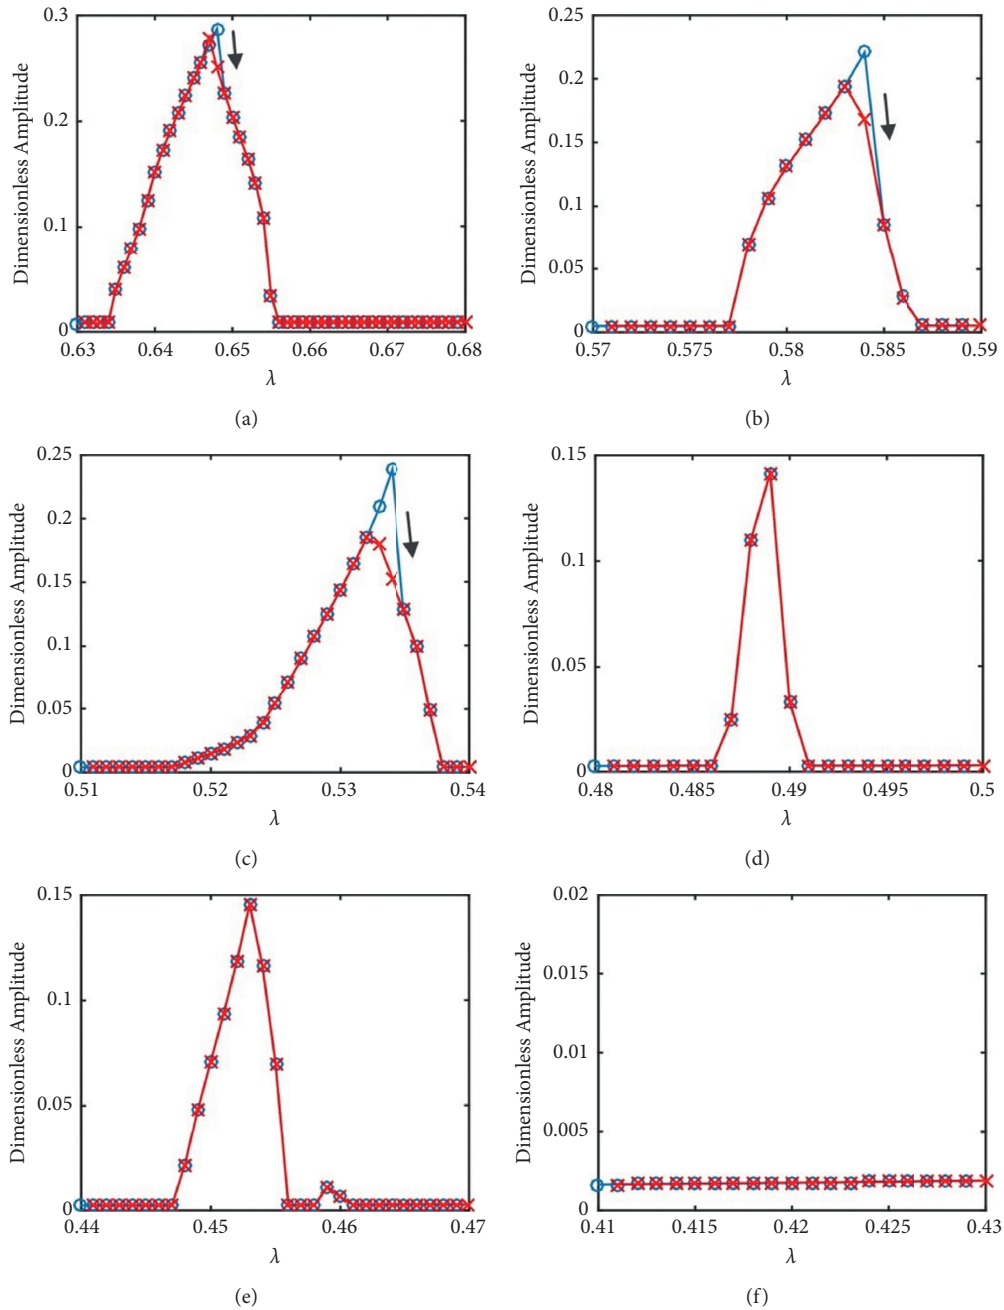 0.3
0.2
0.1
0
0.63 0.64 0.65 0.66 0.67 0.68
Dimensionless Amplitude
λ
(a)
0.25
0.2
0.15
0.1
0.05
0
0.57 0.575 0.58 0.585 0.59
Dimensionless Amplitude
λ
(b)
0.25
0.2
0.15
0.1
0.05
0
0.51 0.52 0.53 0.54
Dimensionless Amplitude
λ
(c)
0.15
0.1
0.05
0
0.48 0.485 0.49 0.495 0.5
Dimensionless Amplitude
λ
(d)
0.15
0.1
0.05
0
0.44 0.45 0.46 0.47
Dimensionless Amplitude
λ
(e)
0.02
0.015
0.01
0.005
0
0.41 0.415 0.42 0.425 0.43
Dimensionless Amplitude
λ
(f)